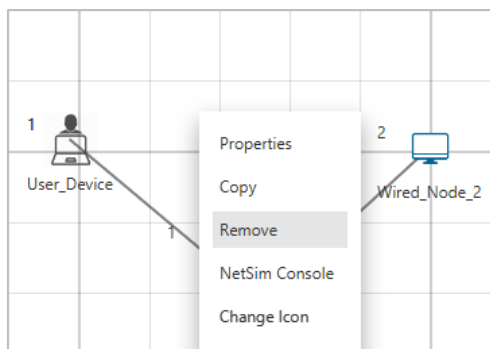 1
User_Device
1
Properties
Copy
Remove
NetSim Console
Change Icon
2
Wired_Node_2